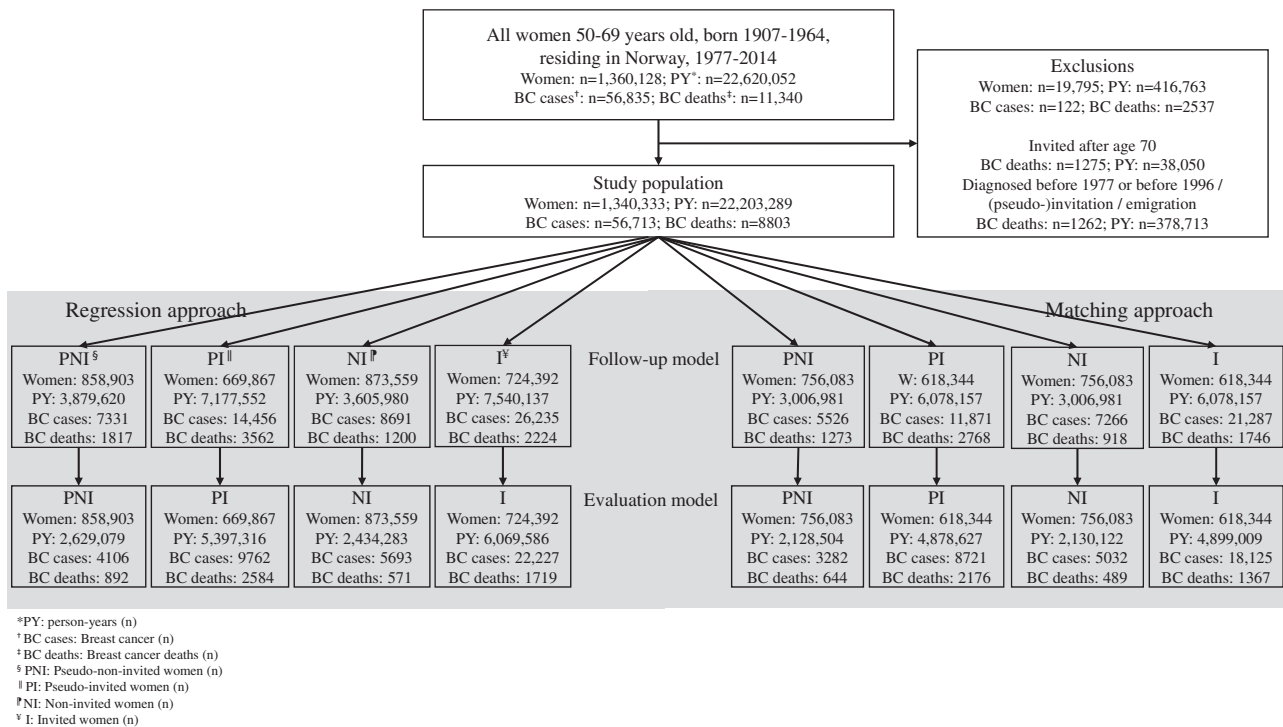 All women 50-69 years old, born 1907-1964,
residing in Norway, 1977-2014
Women: n=1,360,128; PY*: n=22,620,052
BC cases†: n=56,835; BC deaths‡: n=11,340
Exclusions
Women: n=19,795; PY: n=416,763
BC cases: n=122; BC deaths: n=2537
Invited after age 70
BC deaths: n=1275; PY: n=38,050
Diagnosed before 1977 or before 1996 /
(pseudo-)invitation / emigration
BC deaths: n=1262; PY: n=378,713
Study population
Women: n=1,340,333; PY: n=22,203,289
BC cases: n=56,713; BC deaths: n=8803
Regression approach
Matching approach
PNI§
Women: 858,903
PY: 3,879,620
BC cases: 7331
BC deaths: 1817
PI‖
Women: 669,867
PY: 7,177,552
BC cases: 14,456
BC deaths: 3562
NI⁋
Women: 873,559
PY: 3,605,980
BC cases: 8691
BC deaths: 1200
I¥
Women: 724,392
PY: 7,540,137
BC cases: 26,235
BC deaths: 2224
Follow-up model
PNI
Women: 756,083
PY: 3,006,981
BC cases: 5526
BC deaths: 1273
PI
W: 618,344
PY: 6,078,157
BC cases: 11,871
BC deaths: 2768
NI
Women: 756,083
PY: 3,006,981
BC cases: 7266
BC deaths: 918
I
Women: 618,344
PY: 6,078,157
BC cases: 21,287
BC deaths: 1746
PNI
Women: 858,903
PY: 2,629,079
BC cases: 4106
BC deaths: 892
PI
Women: 669,867
PY: 5,397,316
BC cases: 9762
BC deaths: 2584
NI
Women: 873,559
PY: 2,434,283
BC cases: 5693
BC deaths: 571
I
Women: 724,392
PY: 6,069,586
BC cases: 22,227
BC deaths: 1719
Evaluation model
PNI
Women: 756,083
PY: 2,128,504
BC cases: 3282
BC deaths: 644
PI
Women: 618,344
PY: 4,878,627
BC cases: 8721
BC deaths: 2176
NI
Women: 756,083
PY: 2,130,122
BC cases: 5032
BC deaths: 489
I
Women: 618,344
PY: 4,899,009
BC cases: 18,125
BC deaths: 1367
*PY: person-years (n)
† BC cases: Breast cancer (n)
‡ BC deaths: Breast cancer deaths (n)
§ PNI: Pseudo-non-invited women (n)
‖ PI: Pseudo-invited women (n)
⁋ NI: Non-invited women (n)
¥ I: Invited women (n)